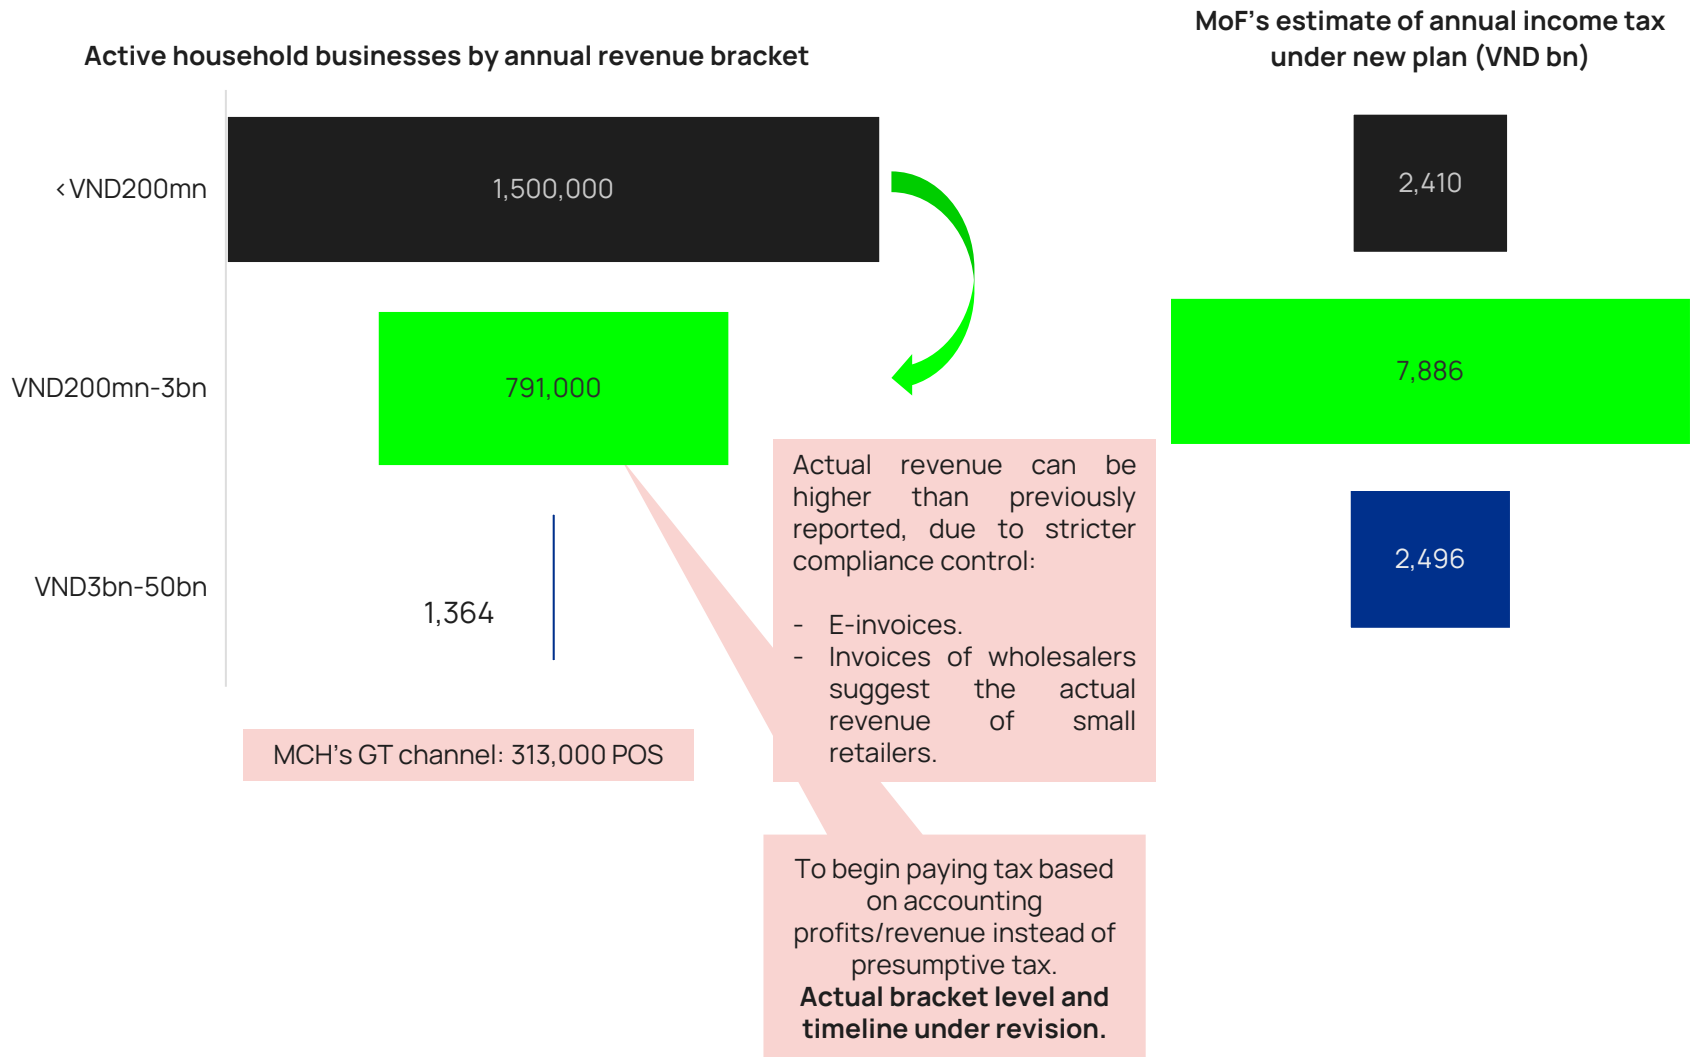 Active household businesses by annual revenue bracket
MoF's estimate of annual income tax
under new plan (VND bn)
<VND200mn
1,500,000
2,410
VND200mn-3bn
791,000
7,886
VND3bn-50bn
1,364
2,496
Actual revenue can be
higher than previously
reported, due to stricter
compliance control:
- E-invoices.
- Invoices of wholesalers
suggest the actual
revenue of small
retailers.
MCH's GT channel: 313,000 POS
To begin paying tax based
on accounting
profits/revenue instead of
presumptive tax.
Actual bracket level and
timeline under revision.